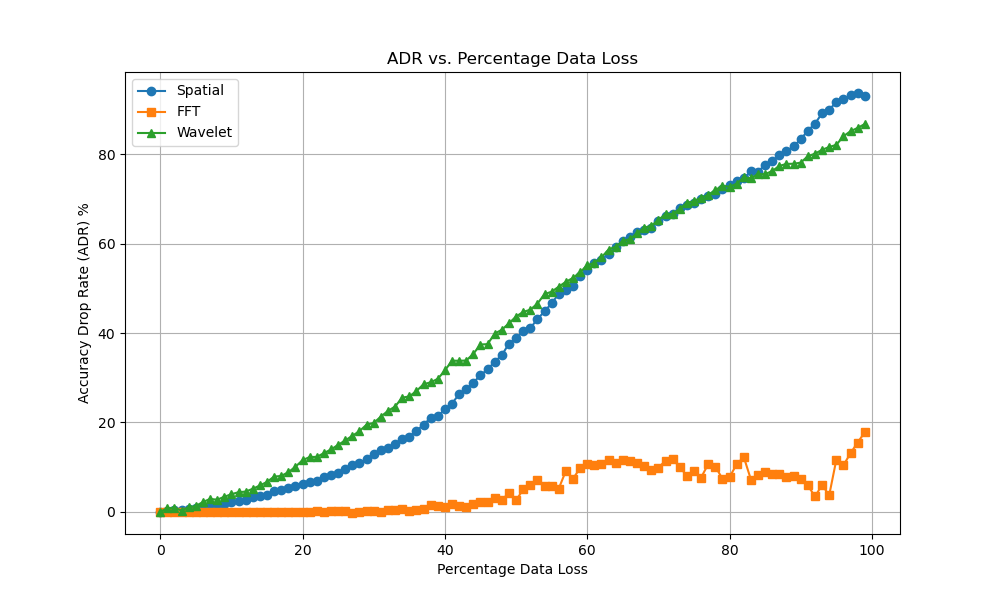 ADR vs. Percentage Data Loss
Spatial
FFT
Wavelet
Accuracy Drop Rate (ADR) %
80
60
40
20
0
0 20 40 60 80 100
Percentage Data Loss